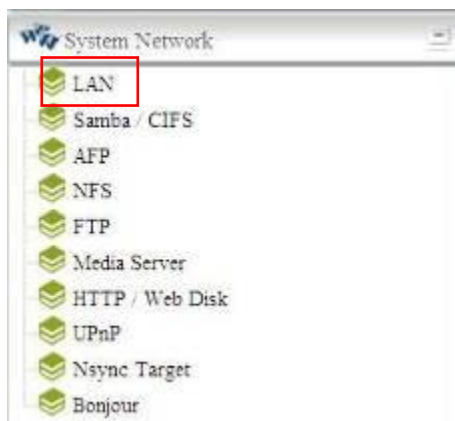 System Network
LAN
Samba / CIFS
AFP
NFS
FTP
Media Server
HTTP / Web Disk
UPnP
Nsync Target
Bonjour